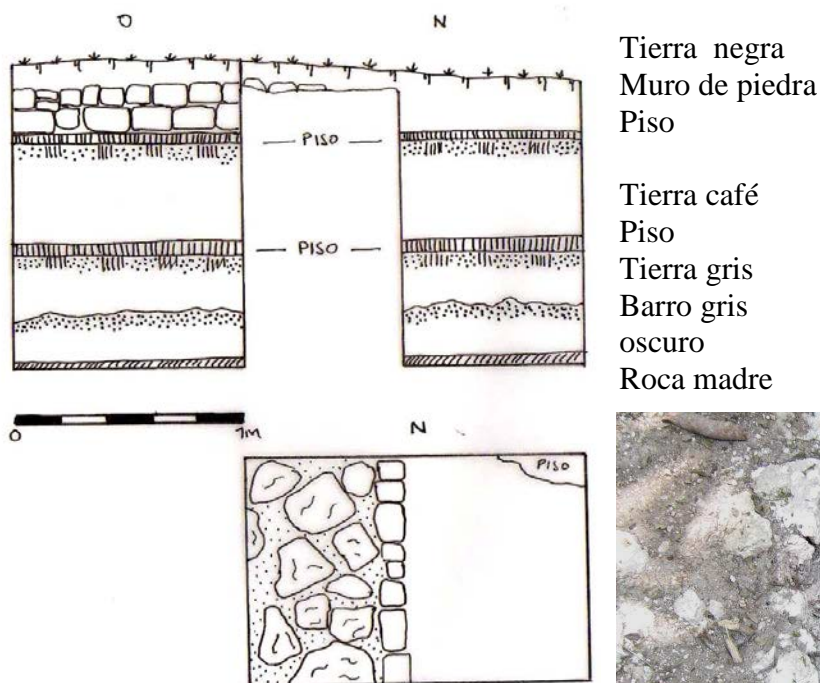 O N
Tierra negra
Muro de piedra
Piso
PISO
Tierra café
Piso
PISO
Tierra gris
Barro gris
oscuro
Roca madre
0 1m
N
PISO